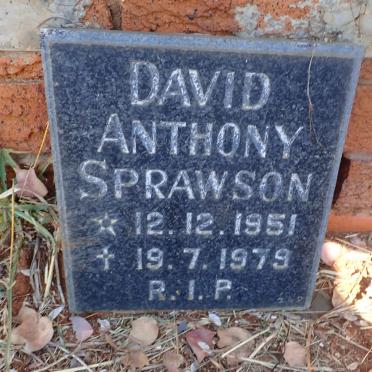 DAVID
ANTHONY
SPRAWSON
☆ 12.12.1951
✝ 19.7.1979
R.I.P.